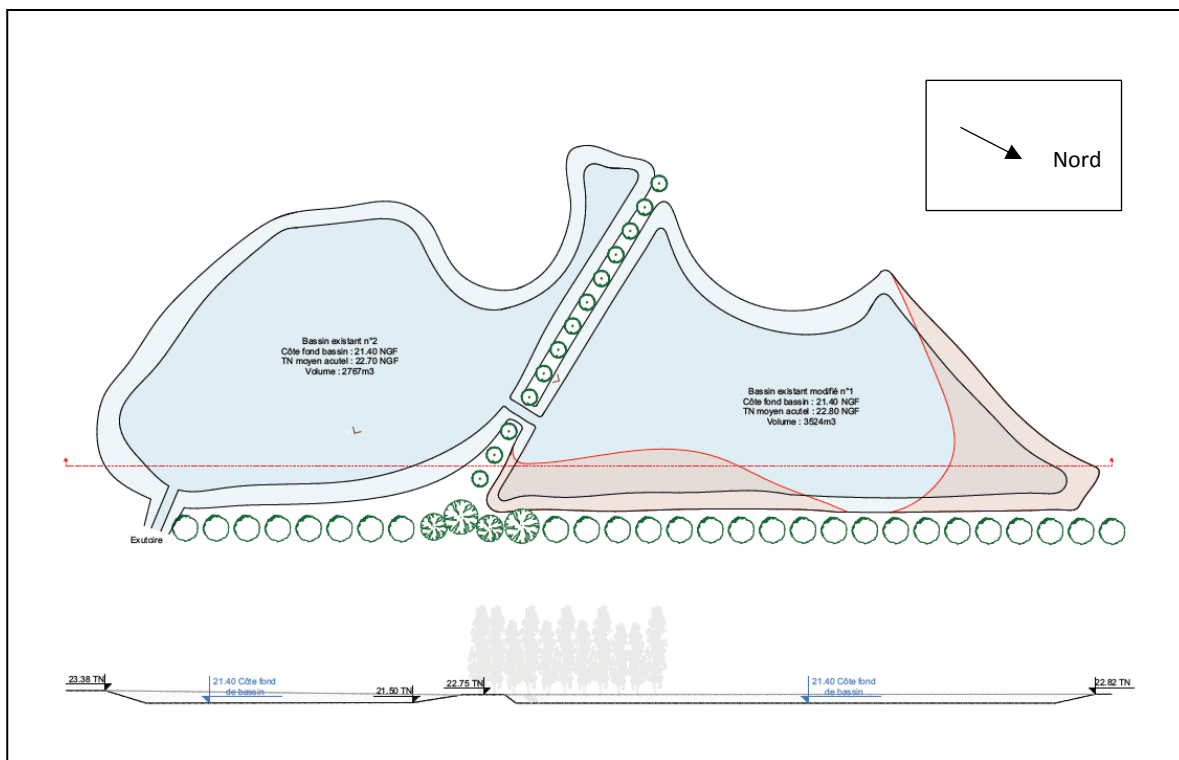 Nord
Bassin existant n°2
Côte fond bassin : 21.40 NGF
TN moyen acutel : 22.70 NGF
Volume : 2767m3
Bassin existant modifié n°1
Côte fond bassin : 21.40 NGF
TN moyen acutel : 22.80 NGF
Volume : 3524m3
Exutoire
23.38 TN
21.40 Côte fond
de bassin
21.50 TN
22.75 TN
21.40 Côte fond
de bassin
22.82 TN